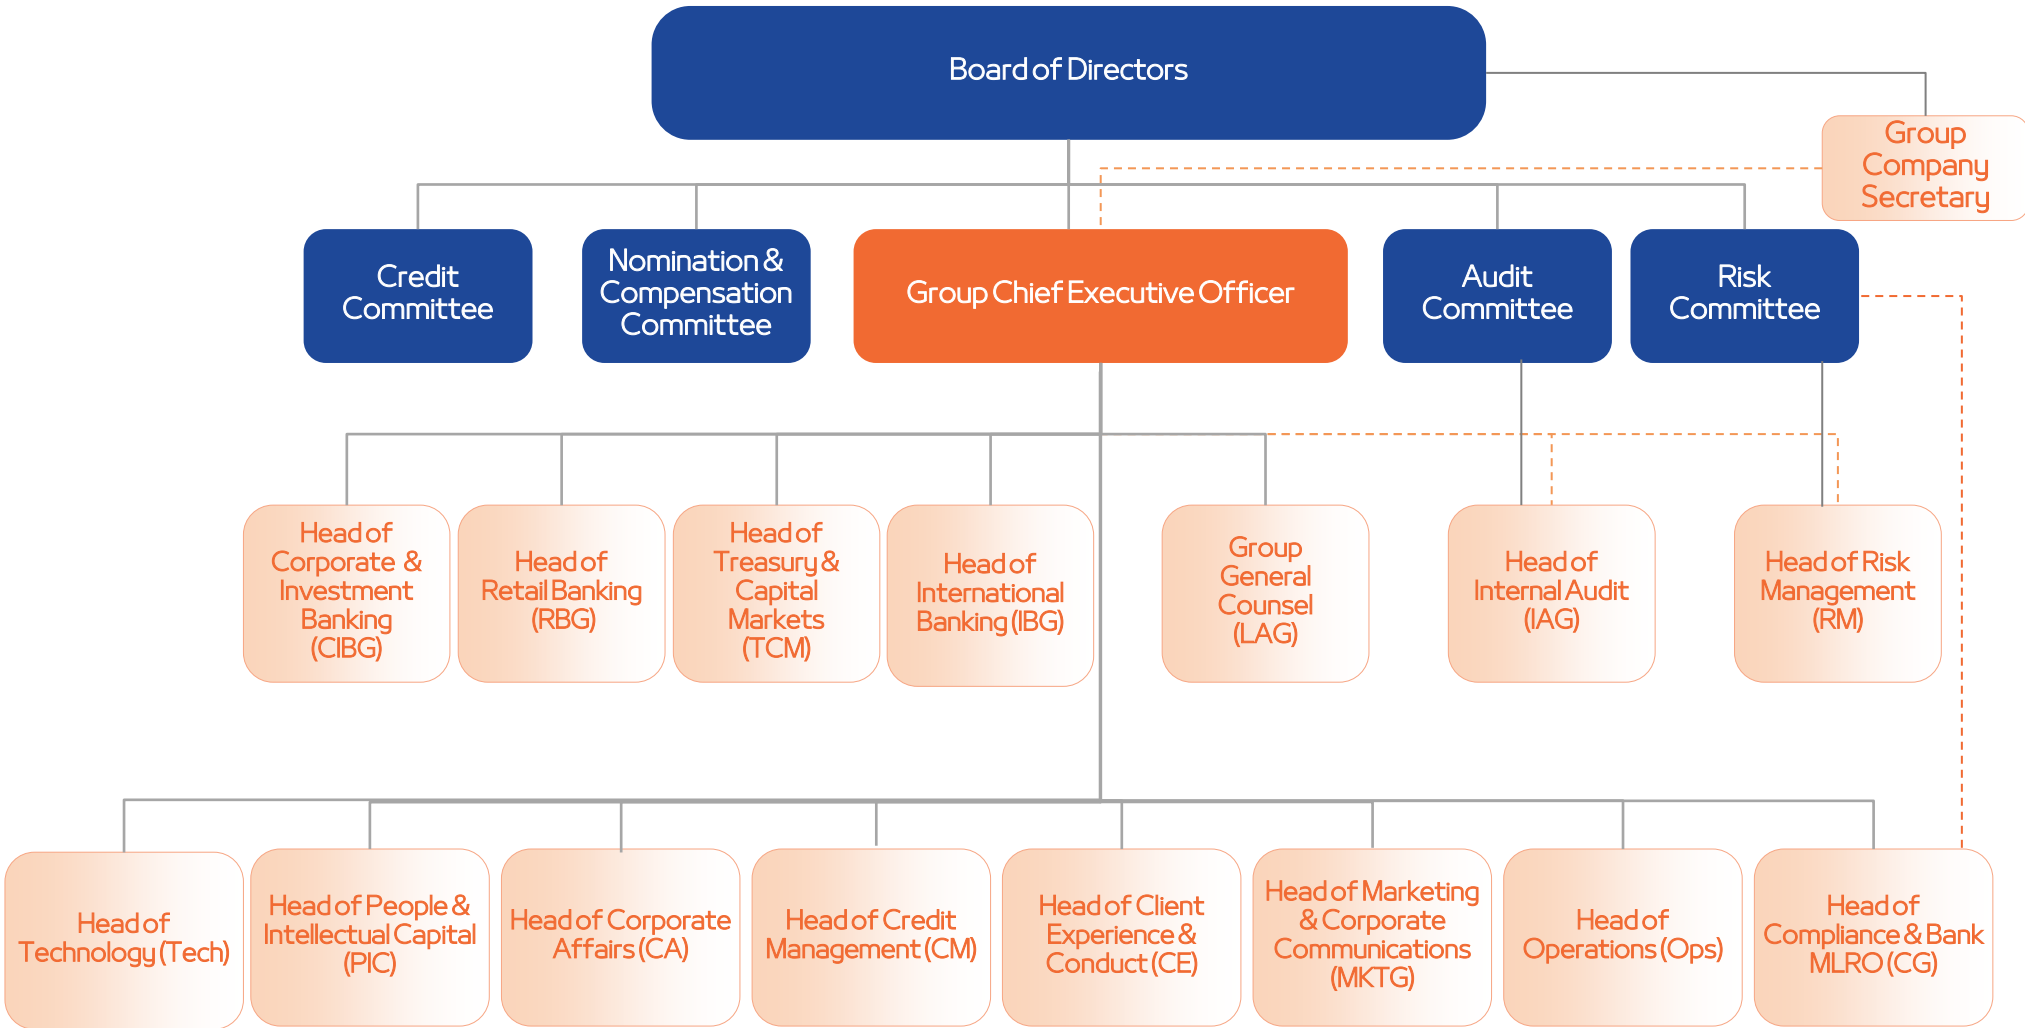 Board of Directors
Group
Company
Secretary
Credit
Committee
Nomination &
Compensation
Committee
Group Chief Executive Officer
Audit
Committee
Risk
Committee
Head of
Corporate &
Investment
Banking
(CIBG)
Head of
Retail Banking
(RBG)
Head of
Treasury &
Capital
Markets
(TCM)
Head of
International
Banking (IBG)
Group
General
Counsel
(LAG)
Head of
Internal Audit
(IAG)
Head of Risk
Management
(RM)
Head of
Technology (Tech)
Head of People &
Intellectual Capital
(PIC)
Head of Corporate
Affairs (CA)
Head of Credit
Management (CM)
Head of Client
Experience &
Conduct (CE)
Head of Marketing
& Corporate
Communications
(MKTG)
Head of
Operations (Ops)
Head of
Compliance & Bank
MLRO (CG)